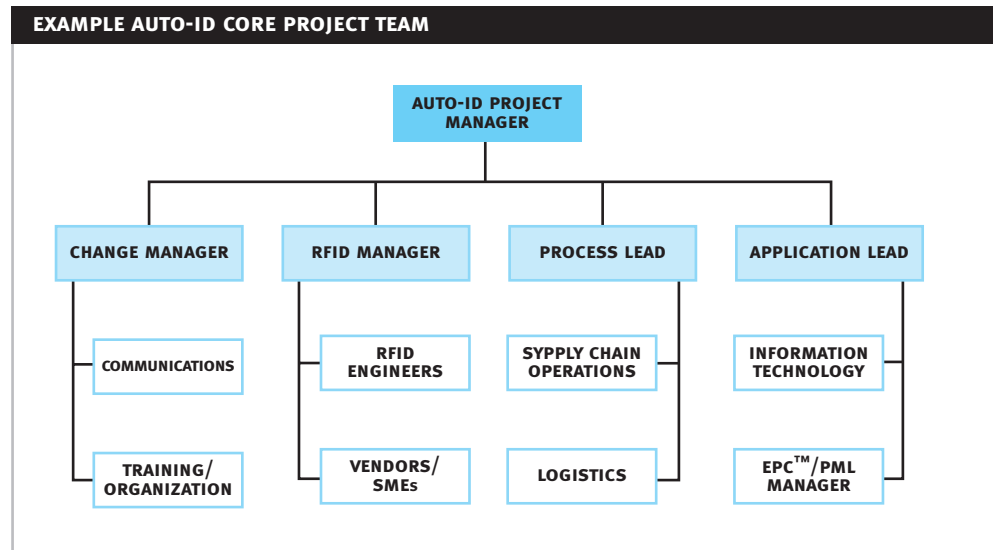 EXAMPLE AUTO-ID CORE PROJECT TEAM
AUTO-ID PROJECT
MANAGER
CHANGE MANAGER
RFID MANAGER
PROCESS LEAD
APPLICATION LEAD
COMMUNICATIONS
RFID
ENGINEERS
SYPPLY CHAIN
OPERATIONS
INFORMATION
TECHNOLOGY
TRAINING/
ORGANIZATION
VENDORS/
SMEs
LOGISTICS
EPC™/PML
MANAGER